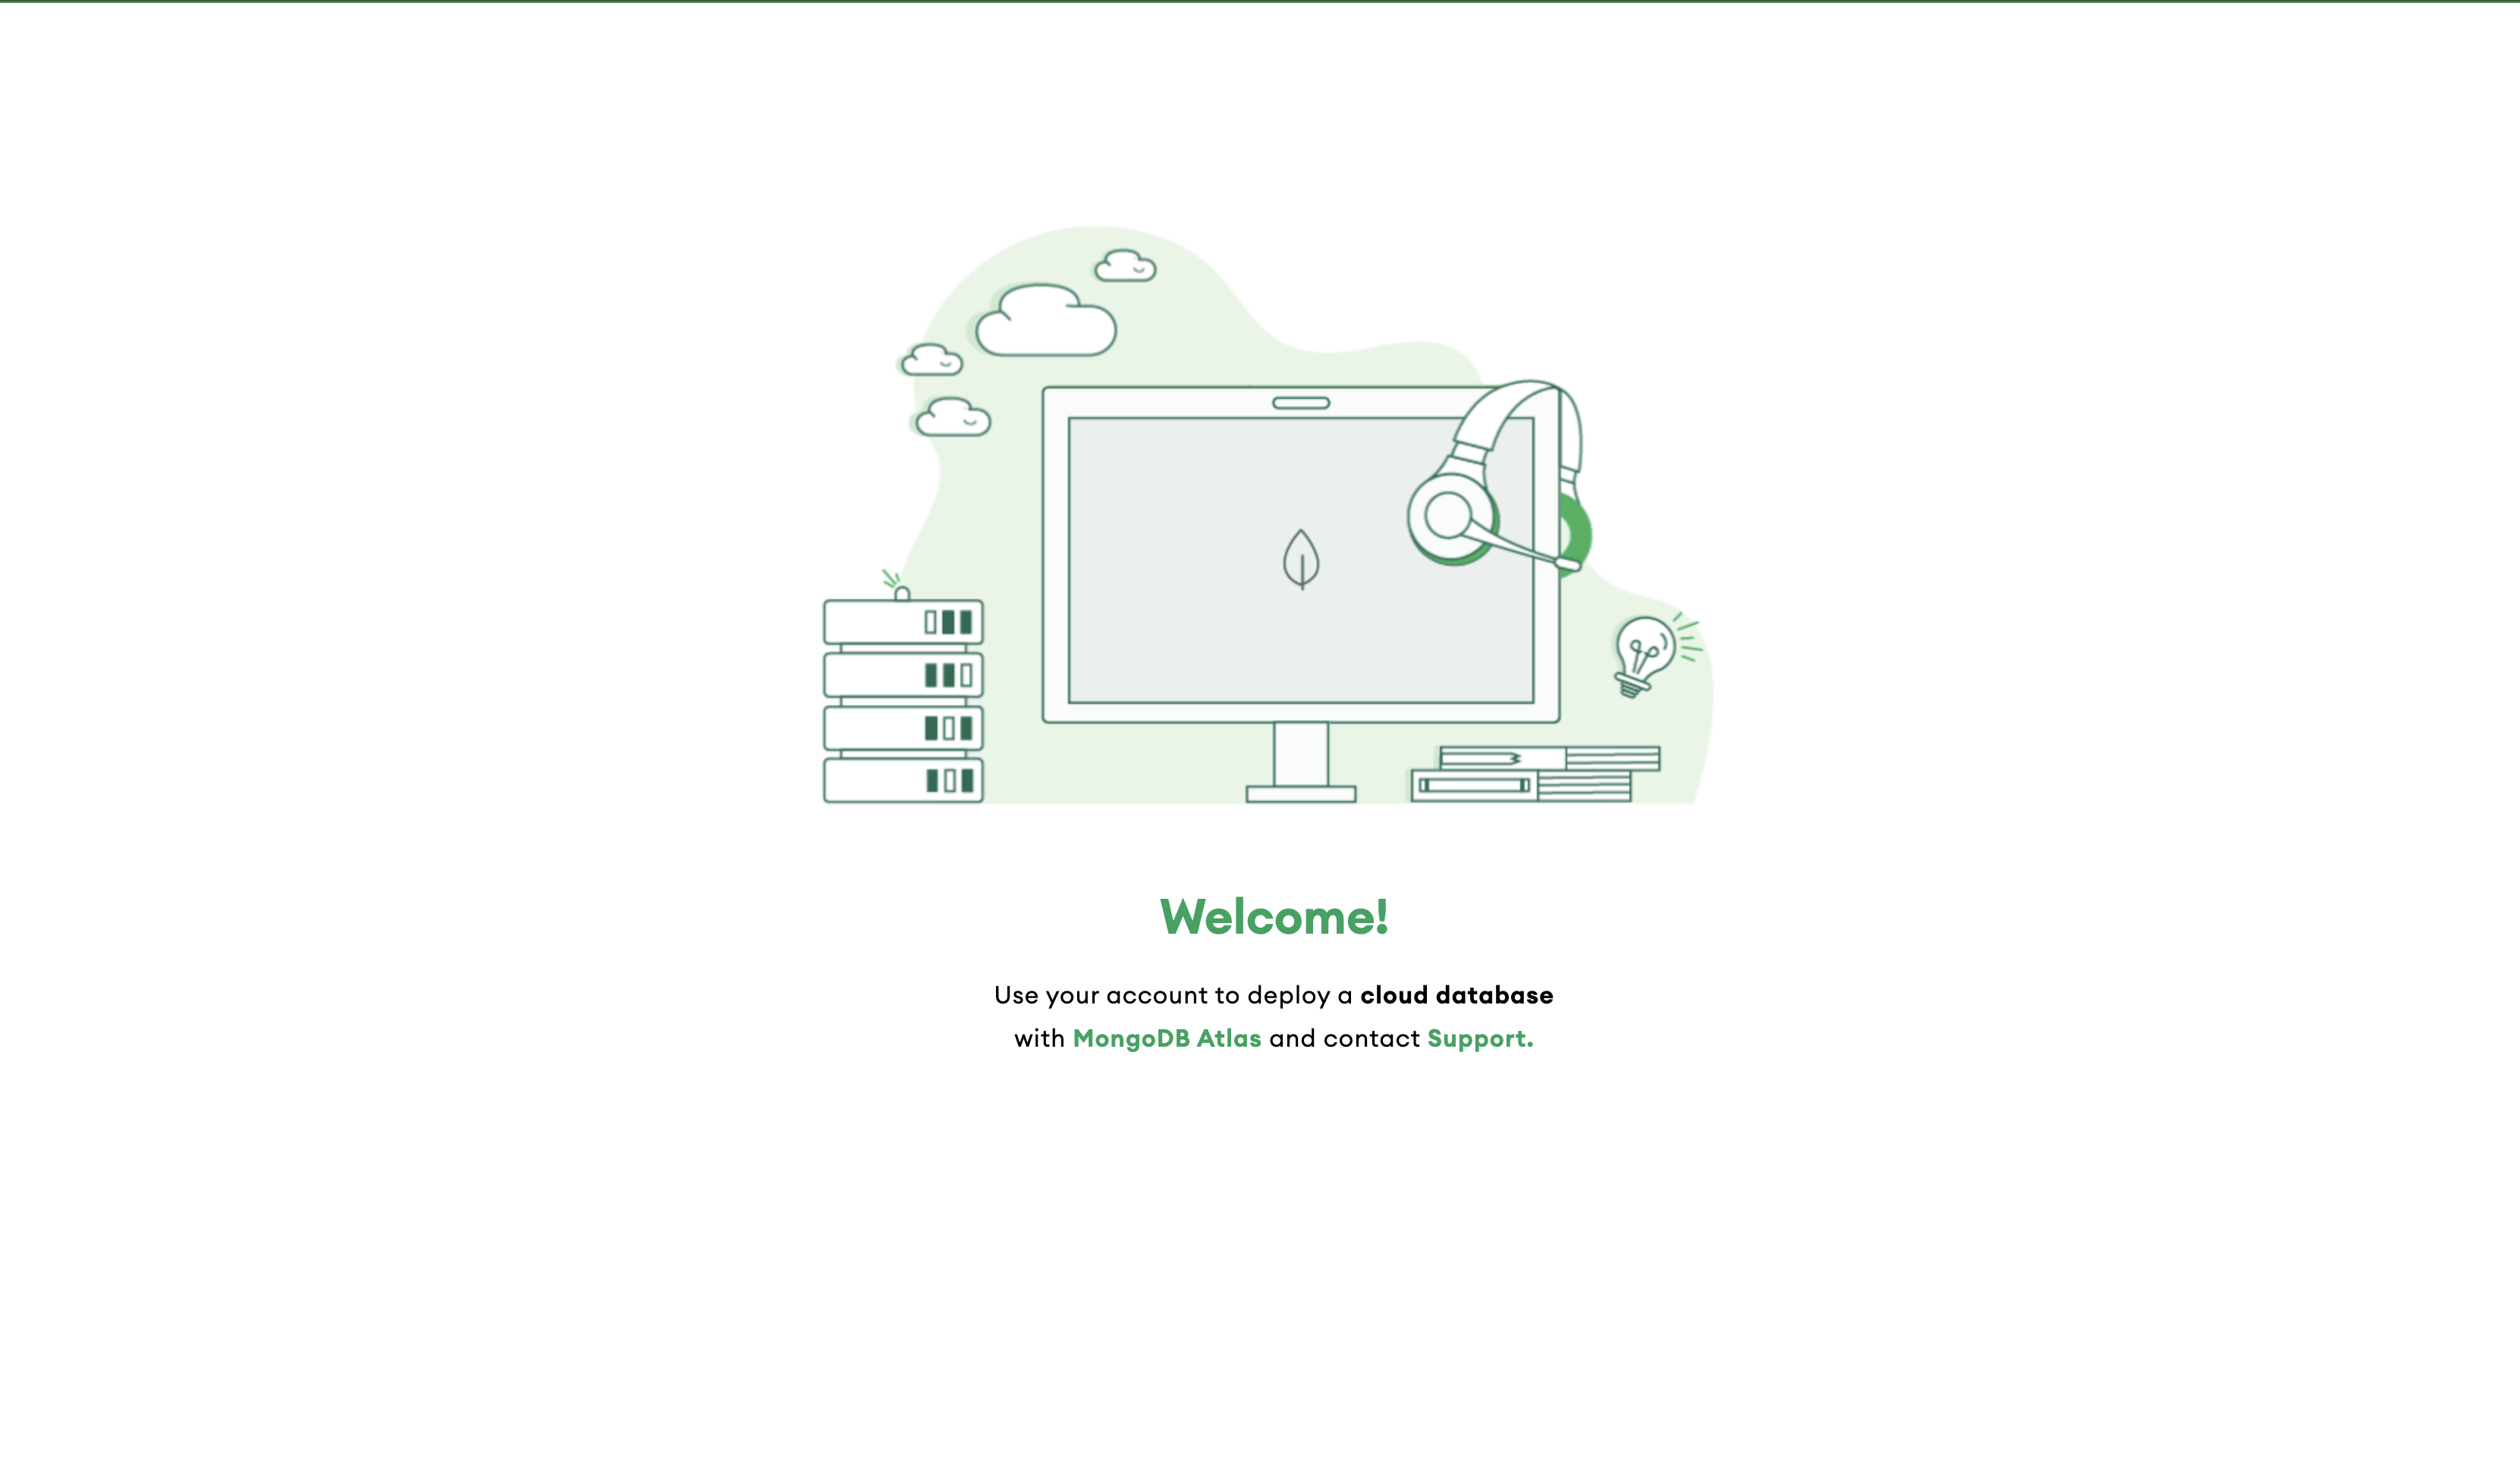 Welcome!
Use your account to deploy a cloud database
with MongoDB Atlas and contact Support.